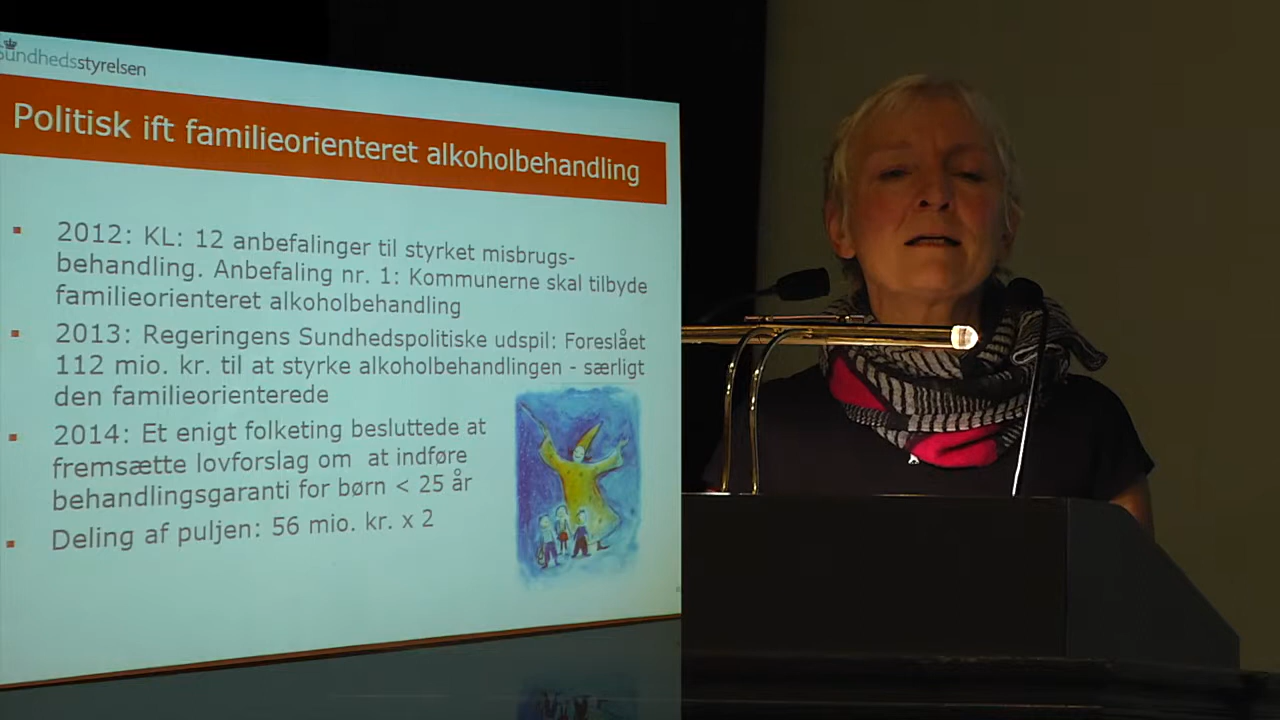 Sundhedsstyrelsen
Politisk ift familieorienteret alkoholbehandling
2012: KL: 12 anbefalinger til styrket misbrugs-
behandling. Anbefaling nr. 1: Kommunerne skal tilbyde
familieorienteret alkoholbehandling
2013: Regeringens Sundhedspolitiske udspil: Foreslået
112 mio. kr. til at styrke alkoholbehandlingen - særligt
den familieorienterede
2014: Et enigt folketing besluttede at
fremsætte lovforslag om at indføre
behandlingsgaranti for børn < 25 år
Deling af puljen: 56 mio. kr. x 2